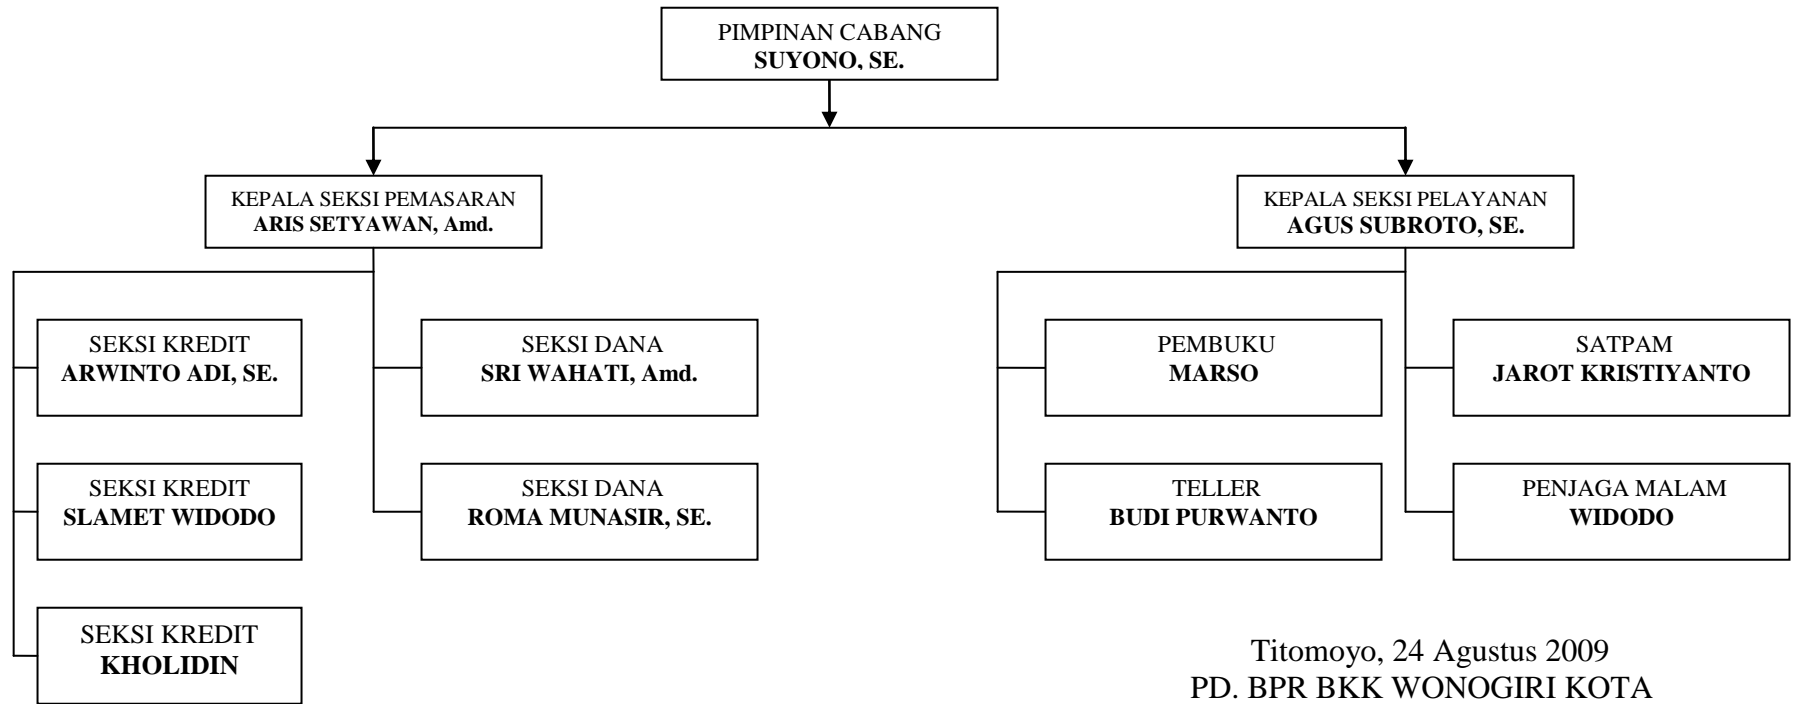 PIMPINAN CABANG
SUYONO, SE.
KEPALA SEKSI PEMASARAN
ARIS SETYAWAN, Amd.
KEPALA SEKSI PELAYANAN
AGUS SUBROTO, SE.
SEKSI KREDIT
ARWINTO ADI, SE.
SEKSI DANA
SRI WAHATI, Amd.
PEMBUKU
MARSO
SATPAM
JAROT KRISTIYANTO
SEKSI KREDIT
SLAMET WIDODO
SEKSI DANA
ROMA MUNASIR, SE.
TELLER
BUDI PURWANTO
PENJAGA MALAM
WIDODO
SEKSI KREDIT
KHOLIDIN
Titomoyo, 24 Agustus 2009
PD. BPR BKK WONOGIRI KOTA